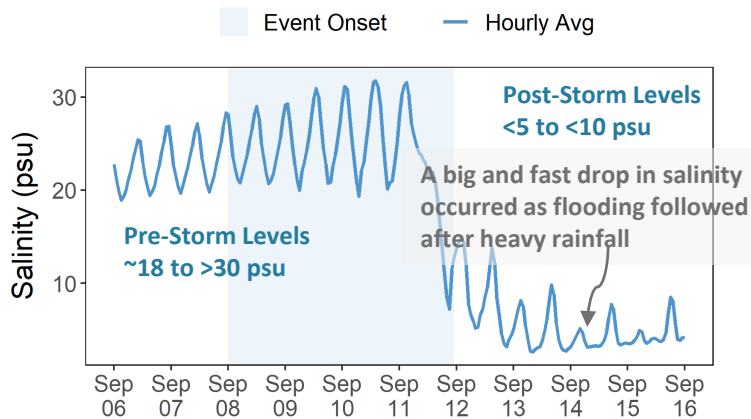 Event Onset
Hourly Avg
Salinity (psu)
30
20
10
Post-Storm Levels
<5 to <10 psu
A big and fast drop in salinity
occurred as flooding followed
after heavy rainfall
Pre-Storm Levels
~18 to >30 psu
Sep Sep Sep Sep Sep Sep Sep Sep Sep Sep Sep
06 07 08 09 10 11 12 13 14 15 16